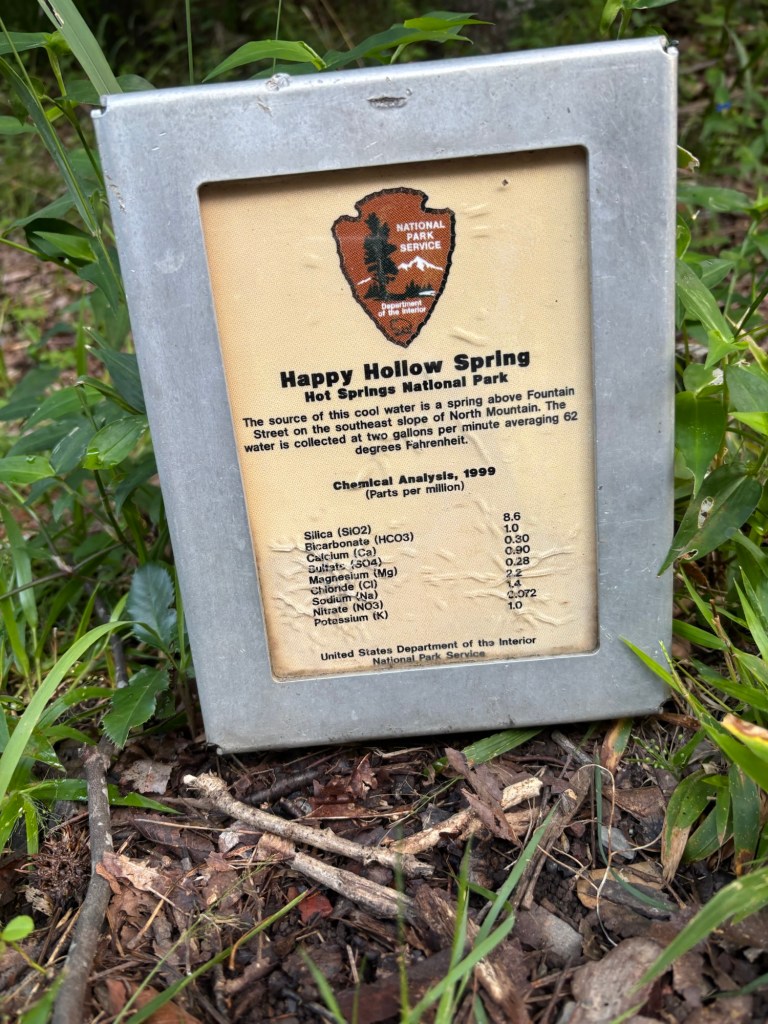 NATIONAL
PARK
SERVICE
Department
of the Interior
Happy Hollow Spring
Hot Springs National Park
The source of this cool water is a spring above Fountain
Street on the southeast slope of North Mountain. The
water is collected at two gallons per minute averaging 62
degrees Fahrenheit.
Chemical Analysis, 1999
(Parts per million)
Silica (SiO2) 8.6
Bicarbonate (HCO3) 1.0
Calcium (Ca) 0.30
Sulfate (SO4) 0.90
Magnesium (Mg) 0.28
Chloride (Cl) 2.2
Sodium (Na) 1.4
Nitrate (NO3) 0.072
Potassium (K) 1.0
United States Department of the Interior
National Park Service